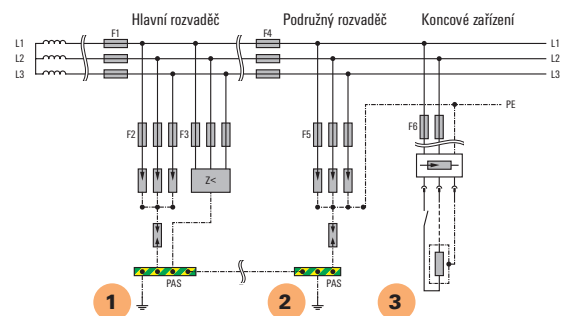 Hlavní rozvaděč Podružný rozvaděč Koncové zařízení
F1 F4
L1 L1
L2 L2
L3 L3
PE
F2 F3 F5 F6
Z<
PAS PAS
1 2 3